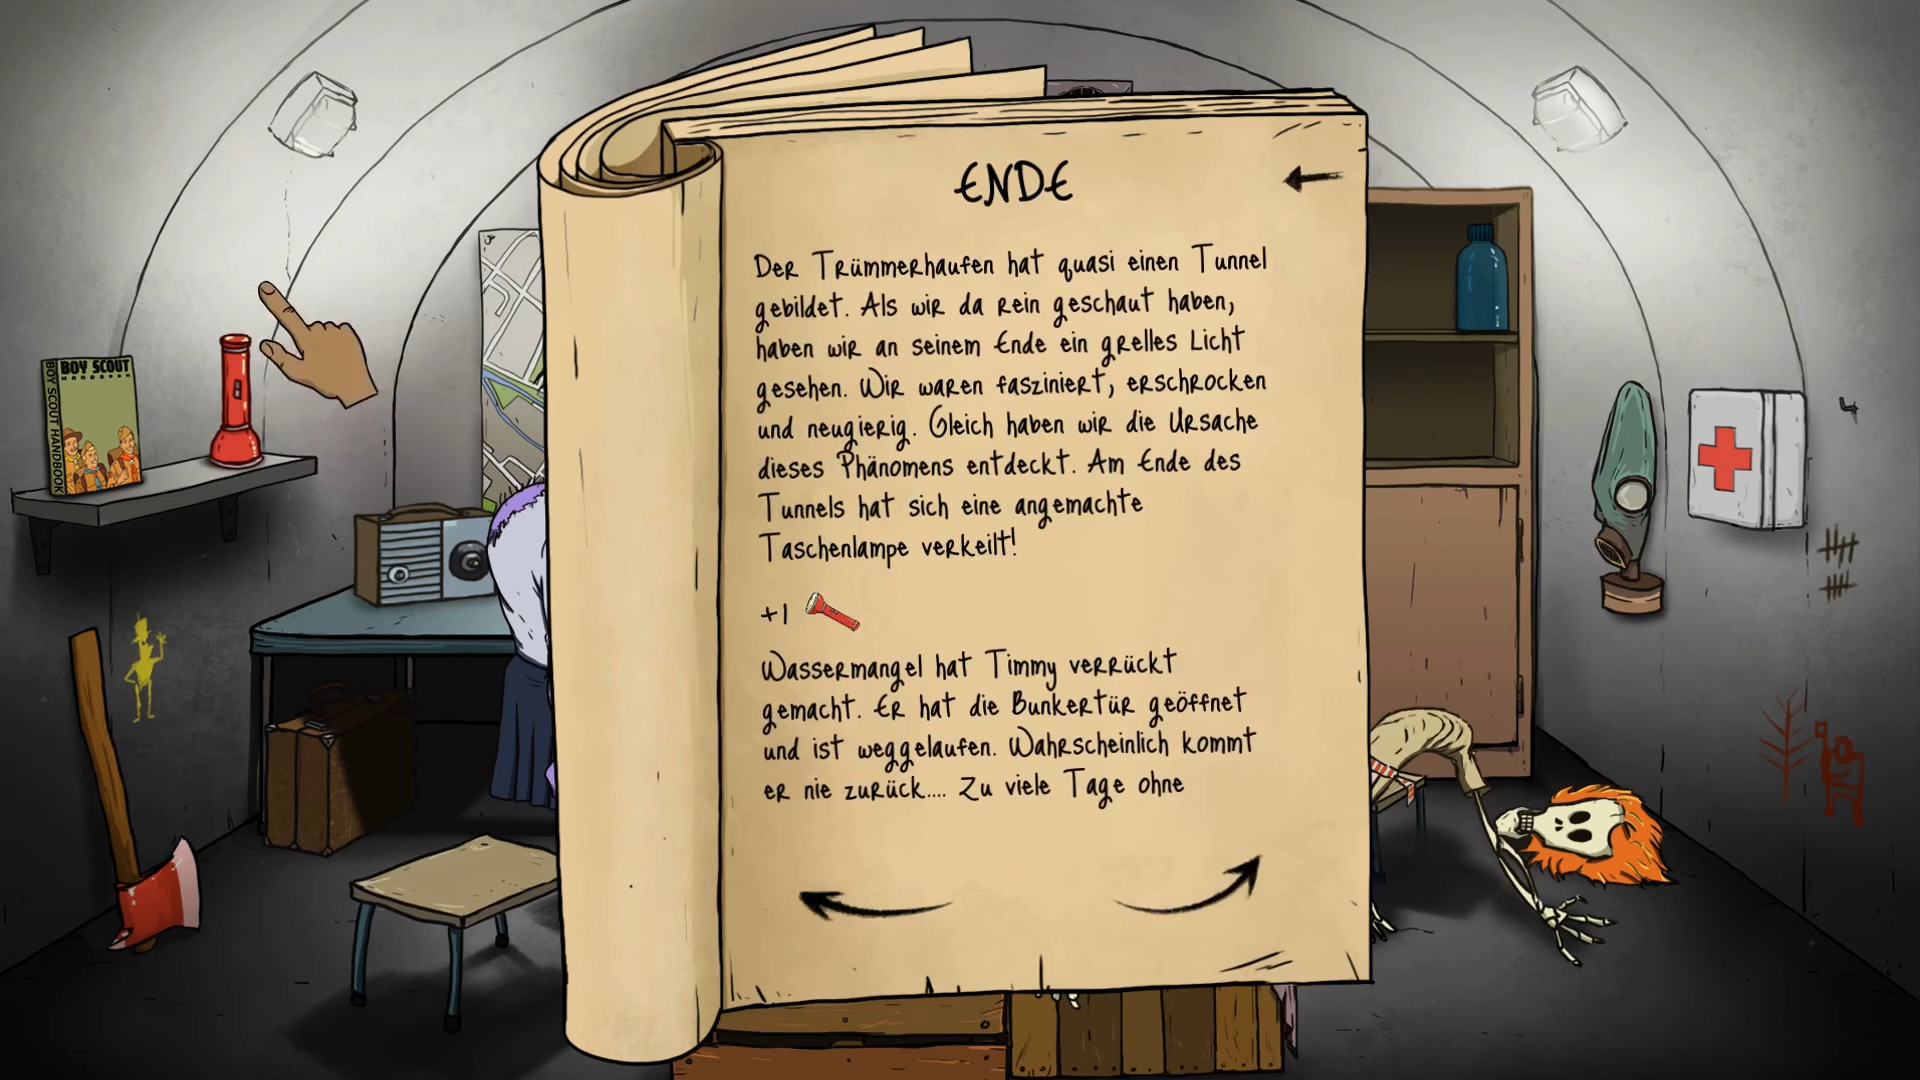 ENDE
Der Trümmerhaufen hat quasi einen Tunnel
gebildet. Als wir da rein geschaut haben,
haben wir an seinem Ende ein grelles Licht
gesehen. Wir waren fasziniert, erschrocken
und neugierig. Gleich haben wir die Ursache
dieses Phänomens entdeckt. Am Ende des
Tunnels hat sich eine angemachte
Taschenlampe verkeilt!
+1
Wassermangel hat Timmy verrückt
gemacht. Er hat die Bunkertür geöffnet
und ist weggelaufen. Wahrscheinlich kommt
er nie zurück.... Zu viele Tage ohne
BOY SCOUT
HANDBOOK
BOY SCOUT HANDBOOK